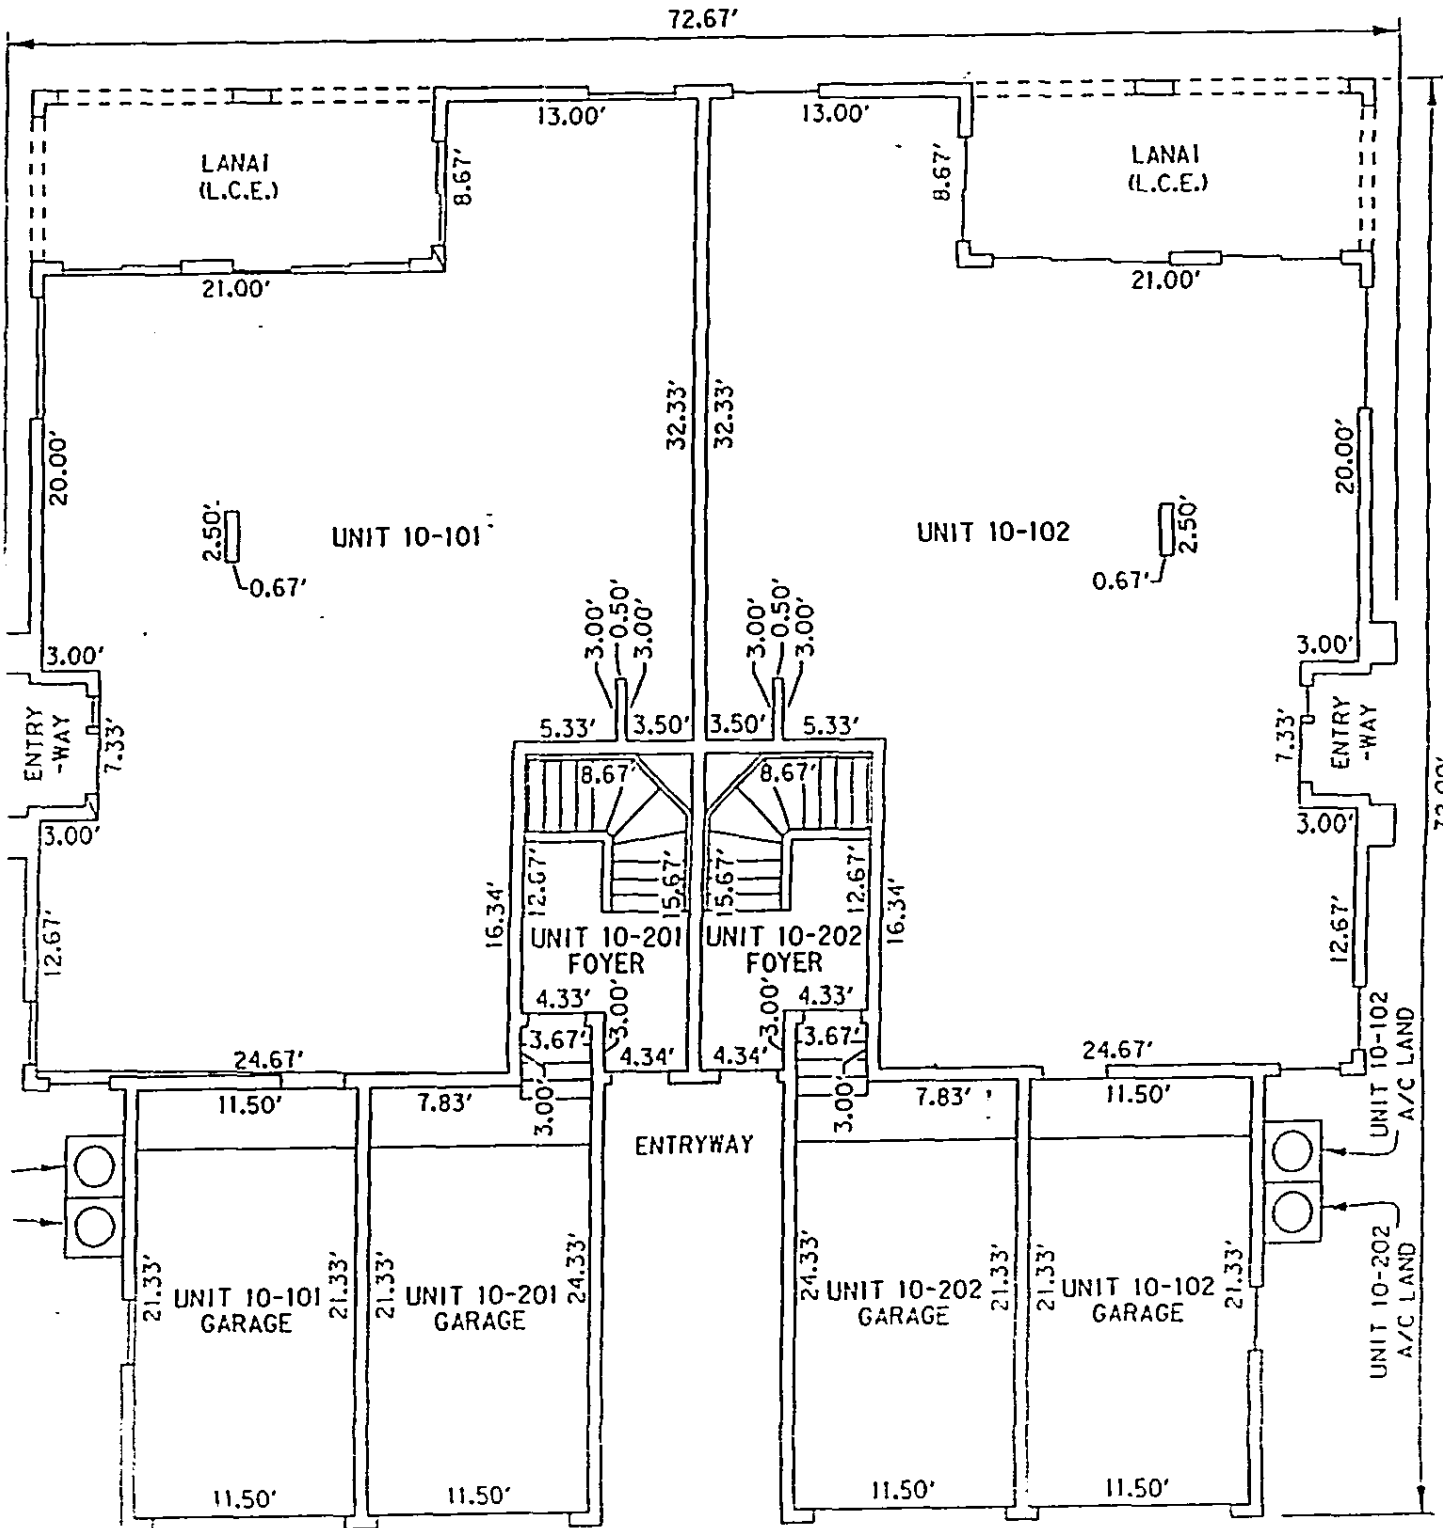 72.67'
13.00'
13.00'
LANAI
(L.C.E.)
8.67'
8.67'
LANAI
(L.C.E.)
21.00'
21.00'
32.33'
32.33'
20.00'
20.00'
2.50'
0.67'
UNIT 10-101
UNIT 10-102
2.50'
0.67'
3.00'
0.50'
3.00'
3.00'
0.50'
3.00'
3.00'
3.00'
ENTRY
-WAY
7.33'
7.33'
ENTRY
-WAY
5.33'
3.50'
3.50'
5.33'
8.67'
8.67'
3.00'
3.00'
12.67'
16.34'
12.67'
15.67'
15.67'
12.67'
16.34'
12.67'
UNIT 10-201
FOYER
UNIT 10-202
FOYER
4.33'
3.00'
3.00'
4.33'
3.67'
3.67'
24.67'
4.34'
4.34'
24.67'
11.50'
7.83'
3.00'
3.00'
7.83'
11.50'
ENTRYWAY
UNIT 10-102
A/C LAND
UNIT 10-202
A/C LAND
21.33'
21.33'
21.33'
24.33'
24.33'
21.33'
21.33'
21.33'
UNIT 10-101
GARAGE
UNIT 10-201
GARAGE
UNIT 10-202
GARAGE
UNIT 10-102
GARAGE
11.50'
11.50'
11.50'
11.50'